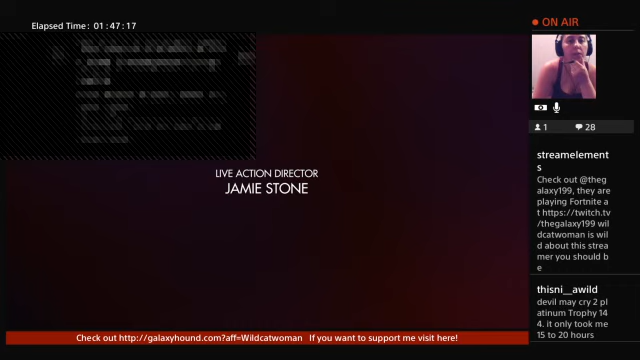 Elapsed Time: 01:47:17
ON AIR
1 28
LIVE ACTION DIRECTOR
JAMIE STONE
streamelement
s
Check out @theg
alaxy199, they are
playing Fortnite a
t https://twitch.tv
/thegalaxy199 wil
dcatwoman is wil
d about this strea
mer you should b
e
thisni__awild
devil may cry 2 pl
atinum Trophy 14
4. it only took me
15 to 20 hours
Check out http://galaxyhound.com?aff=Wildcatwoman If you want to support me visit here!